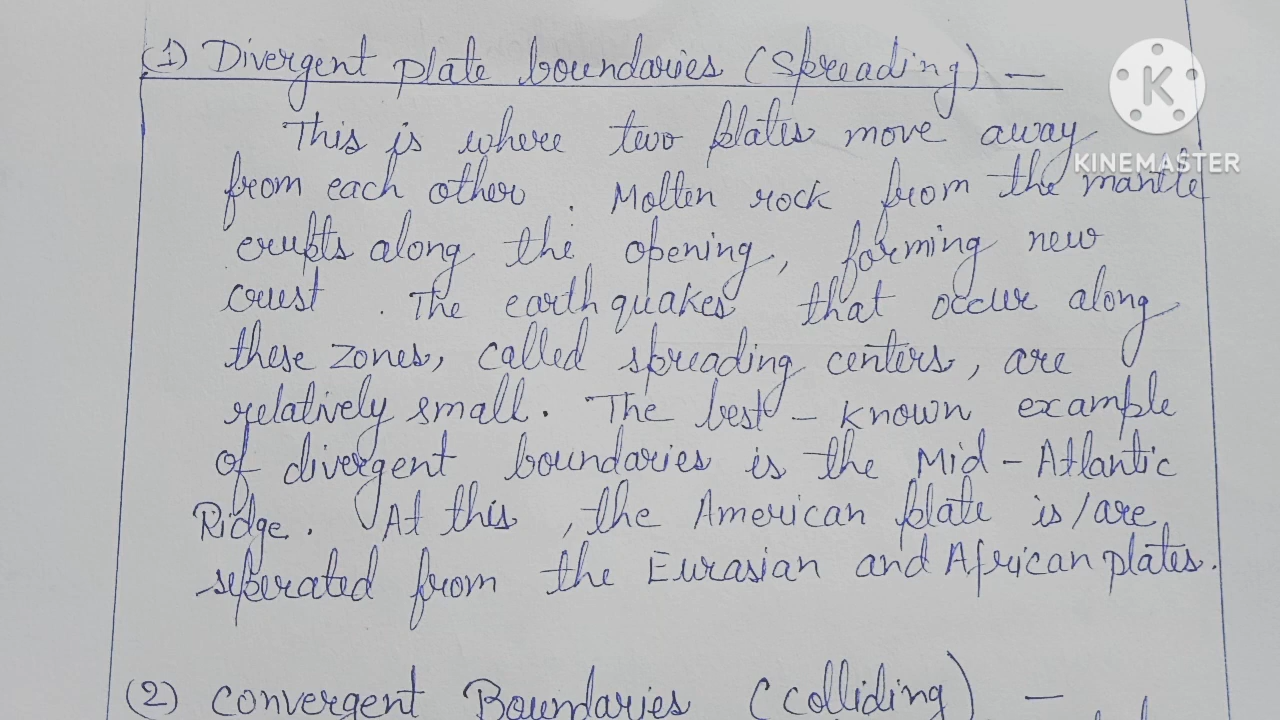 (1) Divergent plate boundaries (spreading) —
K
KINEMASTER
This is where two plates move away
from each other. Molten rock from the mantle
erupts along the opening, forming new
crust. The earthquakes that occur along
these zones, called spreading centers, are
relatively small. The best - known example
of divergent boundaries is the Mid - Atlantic
Ridge. At this, the American plate is/are
seperated from the Eurasian and African plates.
(2) Convergent Boundaries (colliding) —